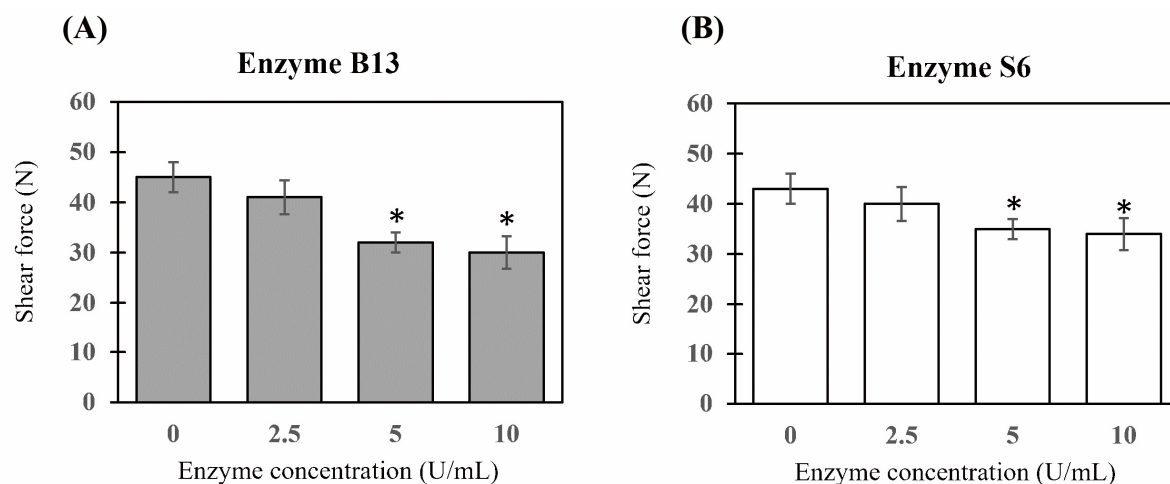 (A)
Enzyme B13
Shear force (N)
60
50
40
30
20
10
0
* *
0 2.5 5 10
Enzyme concentration (U/mL)
(B)
Enzyme S6
Shear force (N)
60
50
40
30
20
10
0
* *
0 2.5 5 10
Enzyme concentration (U/mL)